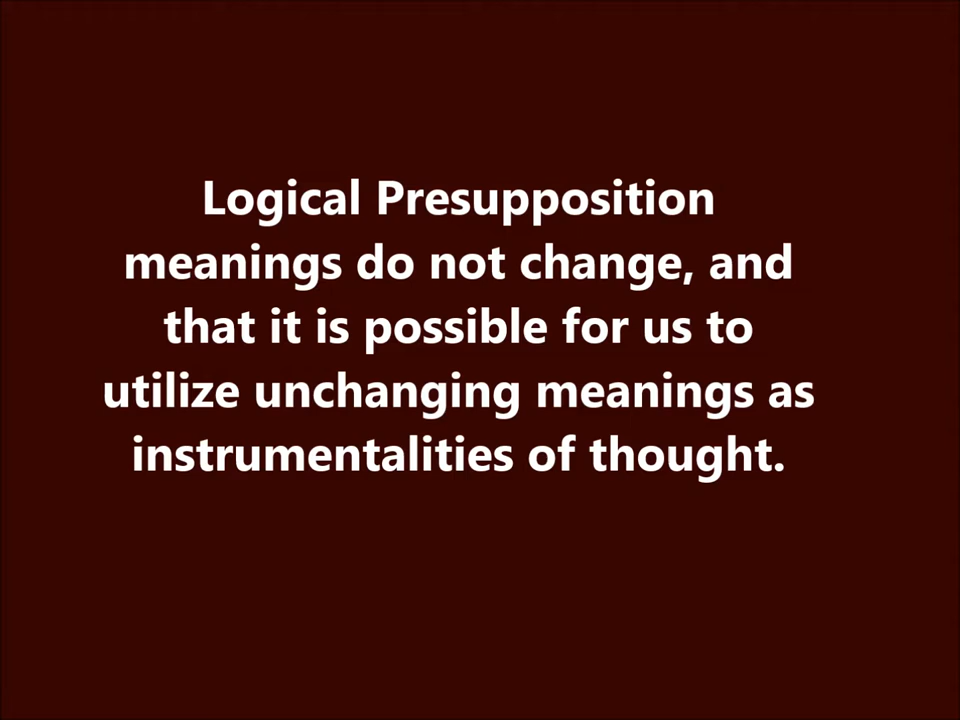 Logical Presupposition
meanings do not change, and
that it is possible for us to
utilize unchanging meanings as
instrumentalities of thought.